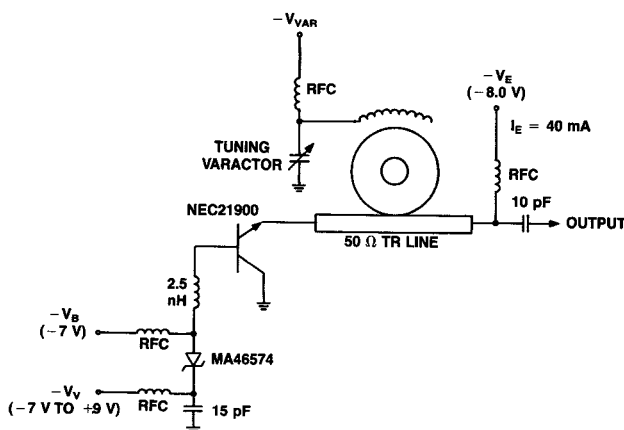 −V_VAR
RFC
−V_E
(−8.0 V)
I_E = 40 mA
TUNING
VARACTOR
RFC
NEC21900
10 pF
OUTPUT
50 Ω TR LINE
2.5
nH
−V_B
(−7 V)
RFC
MA46574
−V_V
(−7 V TO +9 V)
RFC
15 pF